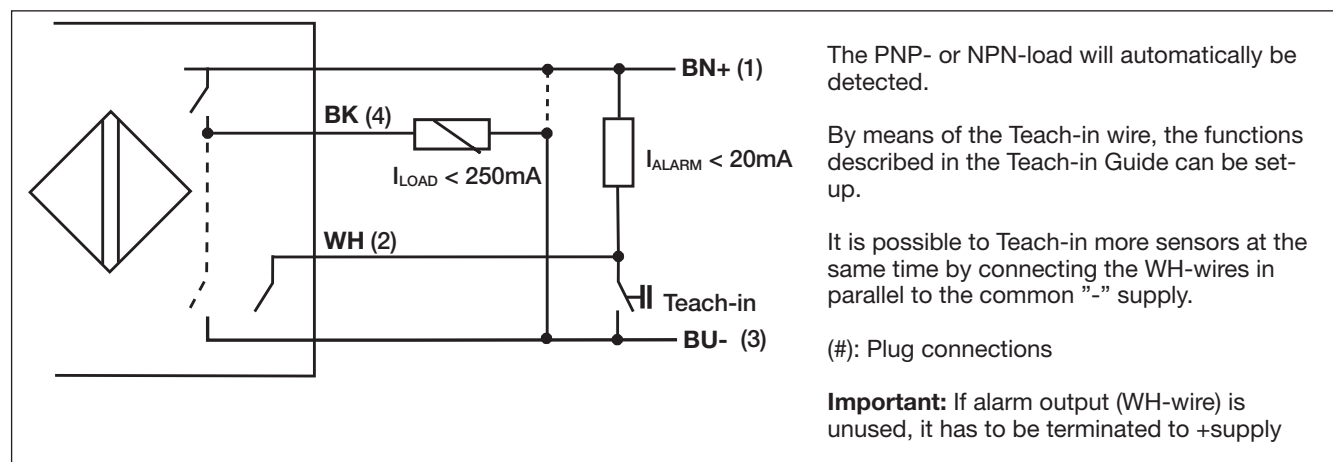 BN+ (1)
BK (4)
I_LOAD < 250mA
I_ALARM < 20mA
WH (2)
Teach-in
BU- (3)
The PNP- or NPN-load will automatically be
detected.
By means of the Teach-in wire, the functions
described in the Teach-in Guide can be set-
up.
It is possible to Teach-in more sensors at the
same time by connecting the WH-wires in
parallel to the common ”-” supply.
(#): Plug connections
Important: If alarm output (WH-wire) is
unused, it has to be terminated to +supply